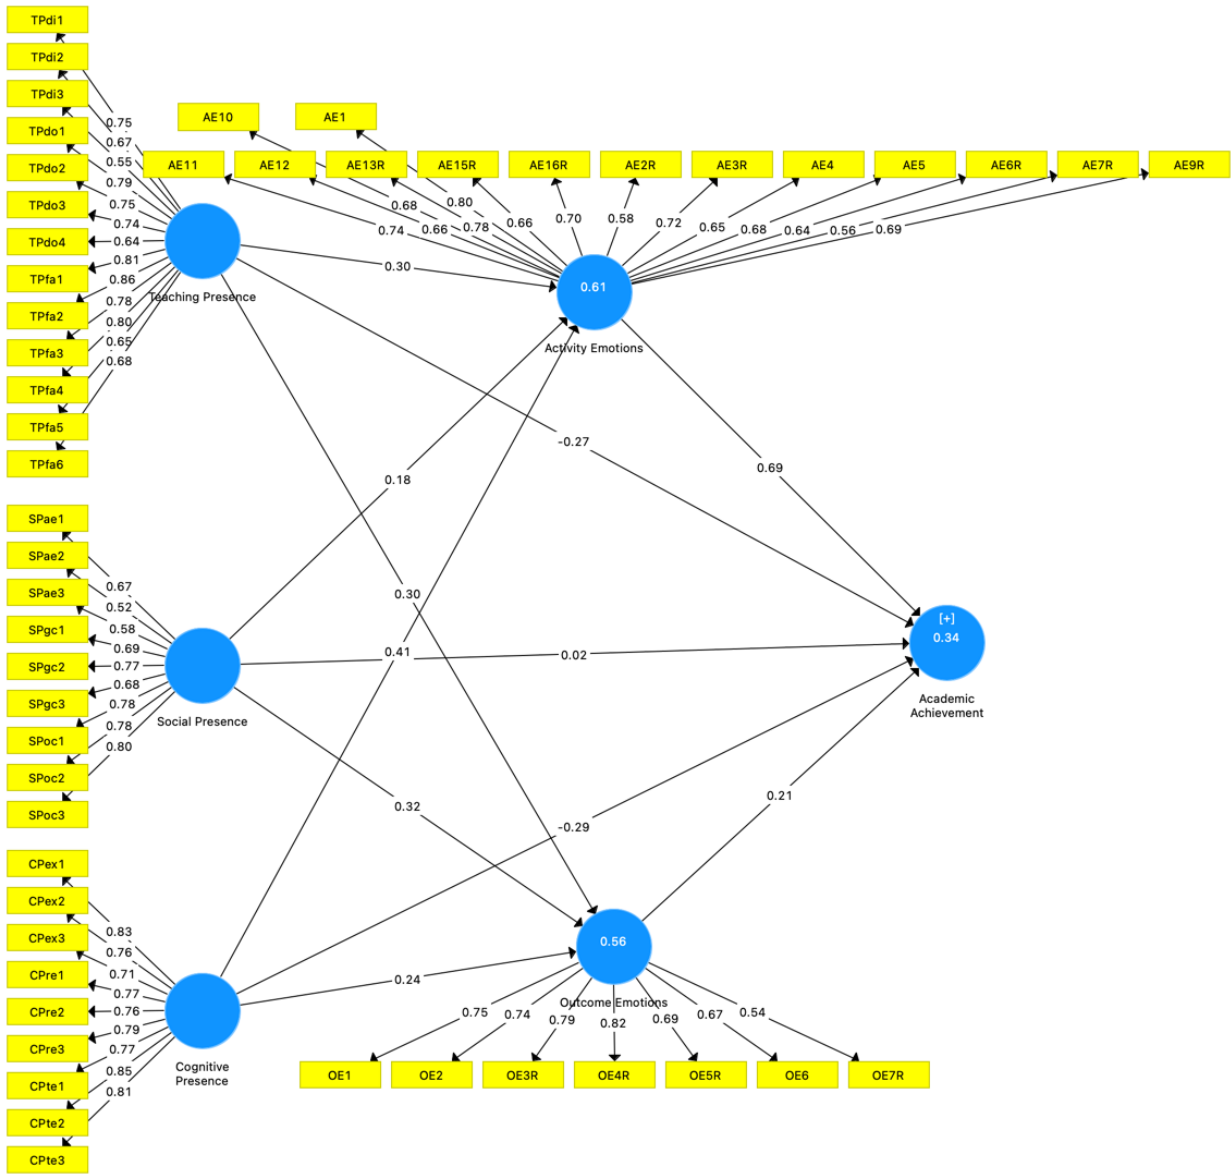 TPdi1
TPdi2
TPdi3
TPdo1
TPdo2
TPdo3
TPdo4
TPfa1
TPfa2
TPfa3
TPfa4
TPfa5
TPfa6
0.75
0.67
0.55
0.79
0.75
0.74
0.64
0.81
0.86
0.78
0.80
0.65
0.68
Teaching Presence
AE10
AE1
AE11
AE12
AE13R
AE15R
AE16R
AE2R
AE3R
AE4
AE5
AE6R
AE7R
AE9R
0.74
0.68
0.66
0.80
0.78
0.66
0.70
0.58
0.72
0.65
0.68
0.64
0.56
0.69
0.61
Activity Emotions
0.30
-0.27
0.18
0.30
0.41
0.69
0.02
SPae1
SPae2
SPae3
SPgc1
SPgc2
SPgc3
SPoc1
SPoc2
SPoc3
0.67
0.52
0.58
0.69
0.77
0.68
0.78
0.78
0.80
Social Presence
[+]
0.34
Academic
Achievement
0.32
-0.29
0.21
0.24
CPex1
CPex2
CPex3
CPre1
CPre2
CPre3
CPte1
CPte2
CPte3
0.83
0.76
0.71
0.77
0.76
0.79
0.77
0.85
0.81
Cognitive
Presence
0.56
Outcome Emotions
0.75
0.74
0.79
0.82
0.69
0.67
0.54
OE1
OE2
OE3R
OE4R
OE5R
OE6
OE7R